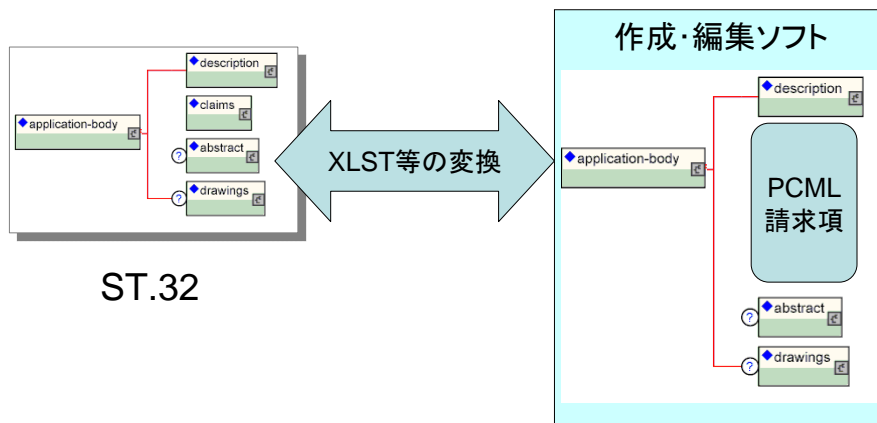 description
claims
application-body
?
abstract
?
drawings
ST.32
XLST等の変換
作成・編集ソフト
description
application-body
PCML
請求項
?
abstract
?
drawings